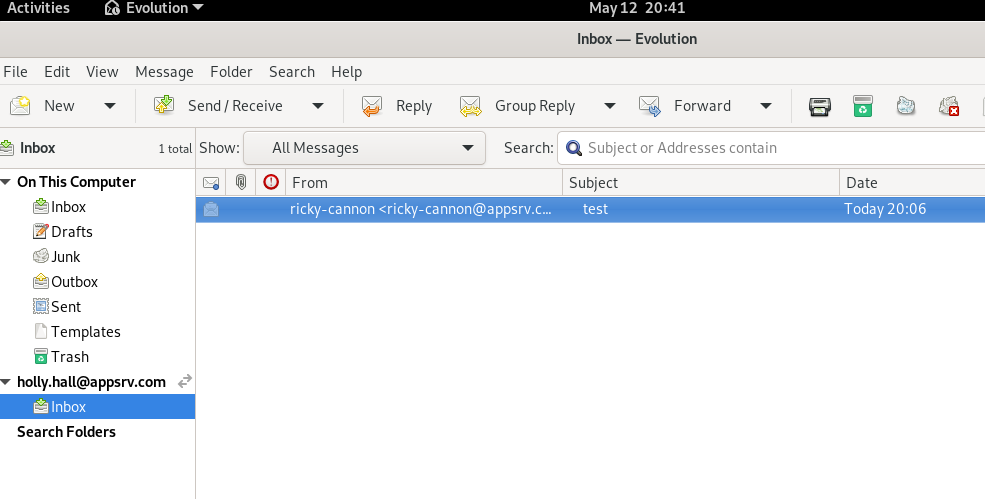 Activities Evolution May 12 20:41
Inbox — Evolution
File Edit View Message Folder Search Help
New Send / Receive Reply Group Reply Forward
Inbox 1 total Show: All Messages Search: Subject or Addresses contain
From Subject Date
ricky-cannon <ricky-cannon@appsrv.c... test Today 20:06
On This Computer
Inbox
Drafts
Junk
Outbox
Sent
Templates
Trash
holly.hall@appsrv.com
Inbox
Search Folders